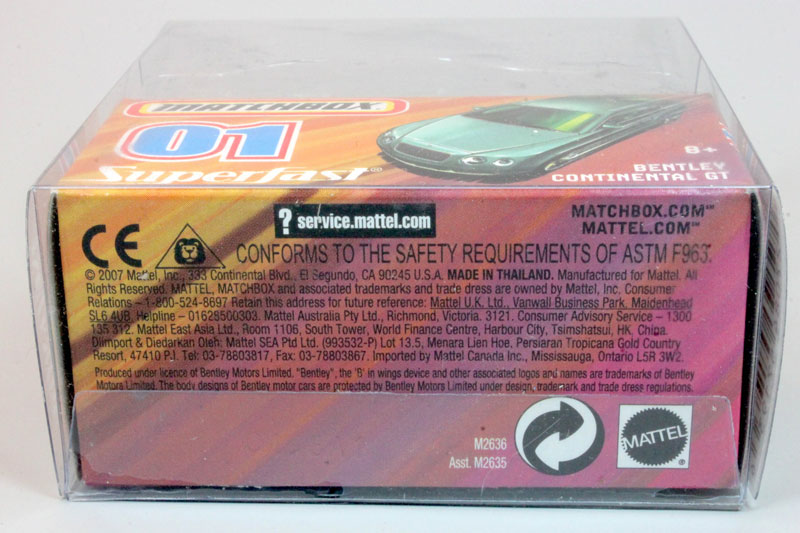 MATCHBOX
01
Superfast®
8+
BENTLEY
CONTINENTAL GT
? service.mattel.com
MATCHBOX.COM℠
MATTEL.COM℠
CE
CONFORMS TO THE SAFETY REQUIREMENTS OF ASTM F963.
© 2007 Mattel, Inc., 333 Continental Blvd., El Segundo, CA 90245 U.S.A. MADE IN THAILAND. Manufactured for Mattel. All
Rights Reserved. MATTEL, MATCHBOX and associated trademarks and trade dress are owned by Mattel, Inc. Consumer
Relations – 1-800-524-8697 Retain this address for future reference: Mattel U.K. Ltd., Vanwall Business Park, Maidenhead
SL6 4UB. Helpline – 01628500303. Mattel Australia Pty Ltd., Richmond, Victoria. 3121. Consumer Advisory Service – 1300
135 312. Mattel East Asia Ltd., Room 1106, South Tower, World Finance Centre, Harbour City, Tsimshatsui, HK, China.
Diimport & Diedarkan Oleh: Mattel SEA Ptd Ltd. (993532-P) Lot 13.5, Menara Lien Hoe, Persiaran Tropicana Gold Country
Resort, 47410 PJ. Tel: 03-78803817, Fax: 03-78803867. Imported by Mattel Canada Inc., Mississauga, Ontario L5R 3W2.
Produced under licence of Bentley Motors Limited. "Bentley", the 'B' in wings device and other associated logos and names are trademarks of Bentley
Motors Limited. The body designs of Bentley motor cars are protected by Bentley Motors Limited under design, trademark and trade dress regulations.
M2636
Asst. M2635
MATTEL
®